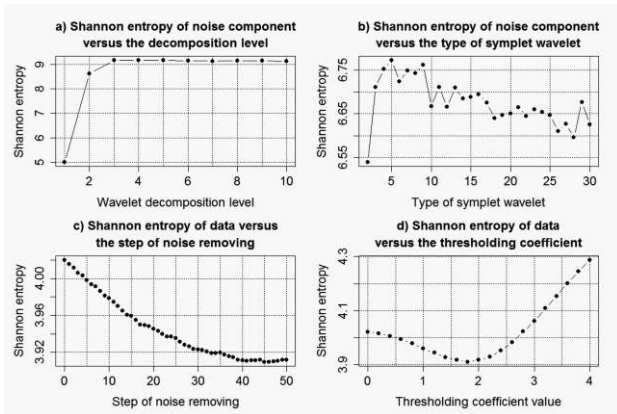 a) Shannon entropy of noise component
versus the decomposition level
Shannon entropy
9
8
7
6
5
2 4 6 8 10
Wavelet decomposition level
b) Shannon entropy of noise component
versus the type of symplet wavelet
Shannon entropy
6.75
6.65
6.55
5 10 15 20 25 30
Type of symplet wavelet
c) Shannon entropy of data versus
the step of noise removing
Shannon entropy
4.00
3.96
3.92
0 10 20 30 40 50
Step of noise removing
d) Shannon entropy of data
versus the thresholding coefficient
Shannon entropy
4.3
4.1
3.9
0 1 2 3 4
Thresholding coefficient value